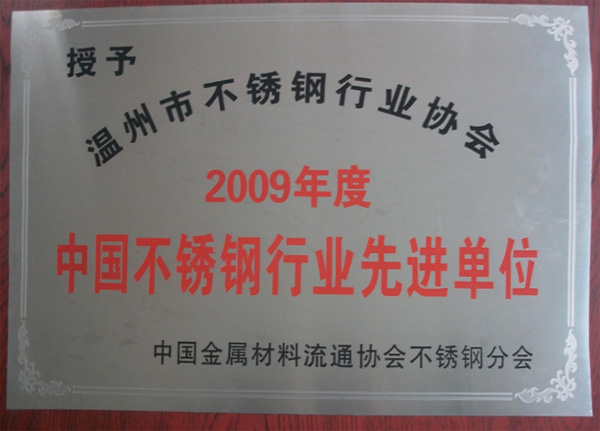 授予
温州市不锈钢行业协会
2009年度
中国不锈钢行业先进单位
中国金属材料流通协会不锈钢分会